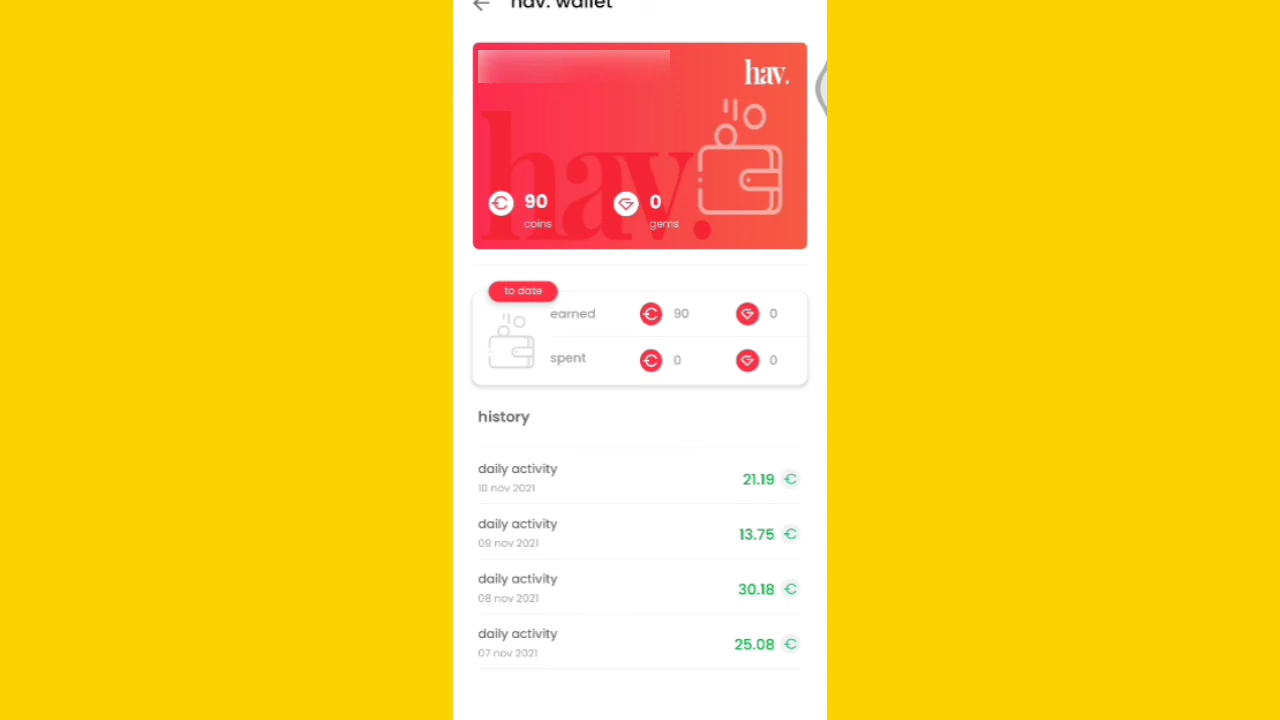 hav. wallet
hav.
hav.
90
coins
0
gems
to date
earned 90 0
spent 0 0
history
daily activity
10 nov 2021
21.19
daily activity
09 nov 2021
13.75
daily activity
08 nov 2021
30.18
daily activity
07 nov 2021
25.08